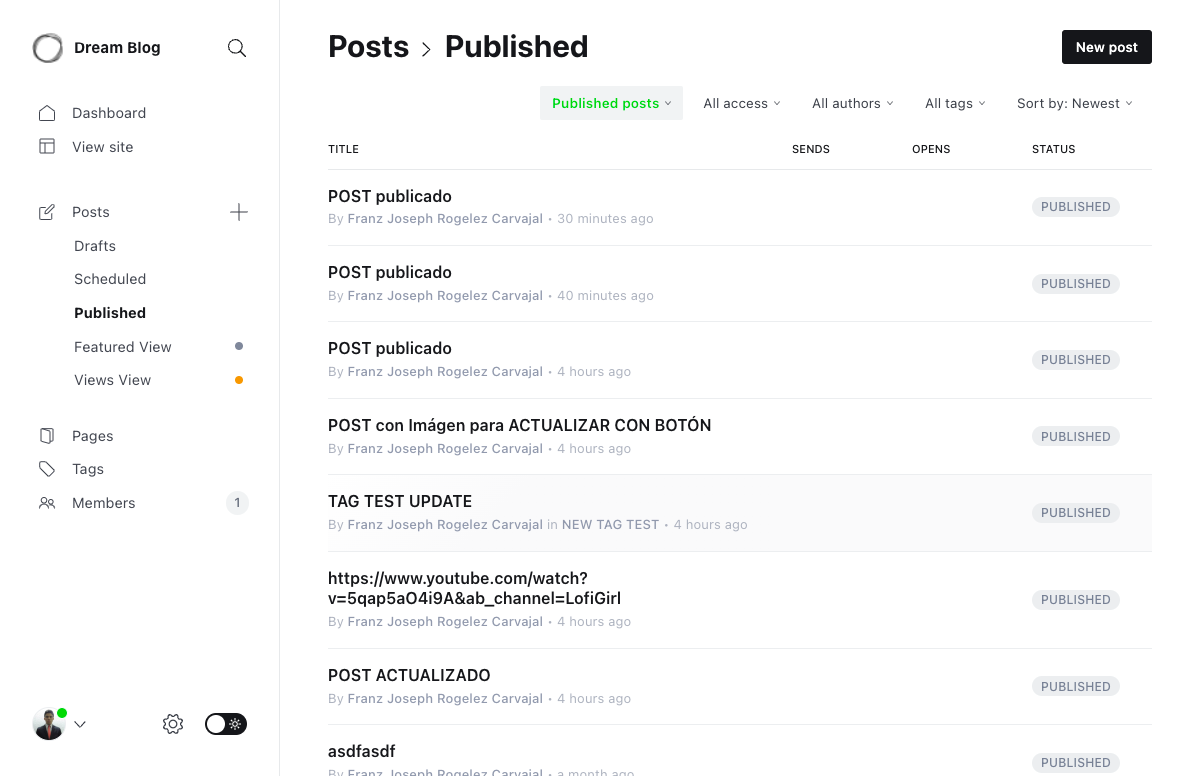 Dream Blog
Dashboard
View site
Posts
Drafts
Scheduled
Published
Featured View
Views View
Pages
Tags
Members 1
Posts > Published
New post
Published posts All access All authors All tags Sort by: Newest
TITLE SENDS OPENS STATUS
POST publicado
By Franz Joseph Rogelez Carvajal • 30 minutes ago
PUBLISHED
POST publicado
By Franz Joseph Rogelez Carvajal • 40 minutes ago
PUBLISHED
POST publicado
By Franz Joseph Rogelez Carvajal • 4 hours ago
PUBLISHED
POST con Imágen para ACTUALIZAR CON BOTÓN
By Franz Joseph Rogelez Carvajal • 4 hours ago
PUBLISHED
TAG TEST UPDATE
By Franz Joseph Rogelez Carvajal in NEW TAG TEST • 4 hours ago
PUBLISHED
https://www.youtube.com/watch?
v=5qap5aO4i9A&ab_channel=LofiGirl
By Franz Joseph Rogelez Carvajal • 4 hours ago
PUBLISHED
POST ACTUALIZADO
By Franz Joseph Rogelez Carvajal • 4 hours ago
PUBLISHED
asdfasdf
By Franz Joseph Rogelez Carvajal • a month ago
PUBLISHED